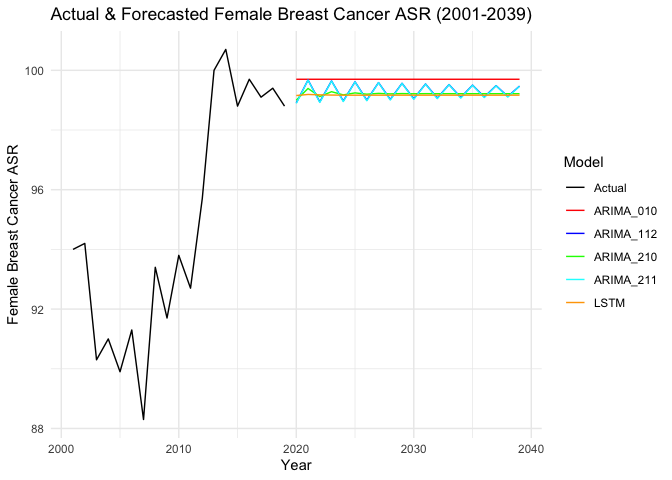 Actual & Forecasted Female Breast Cancer ASR (2001-2039)
100
96
92
88
Female Breast Cancer ASR
2000
2010
2020
2030
2040
Year
Model
Actual
ARIMA_010
ARIMA_112
ARIMA_210
ARIMA_211
LSTM